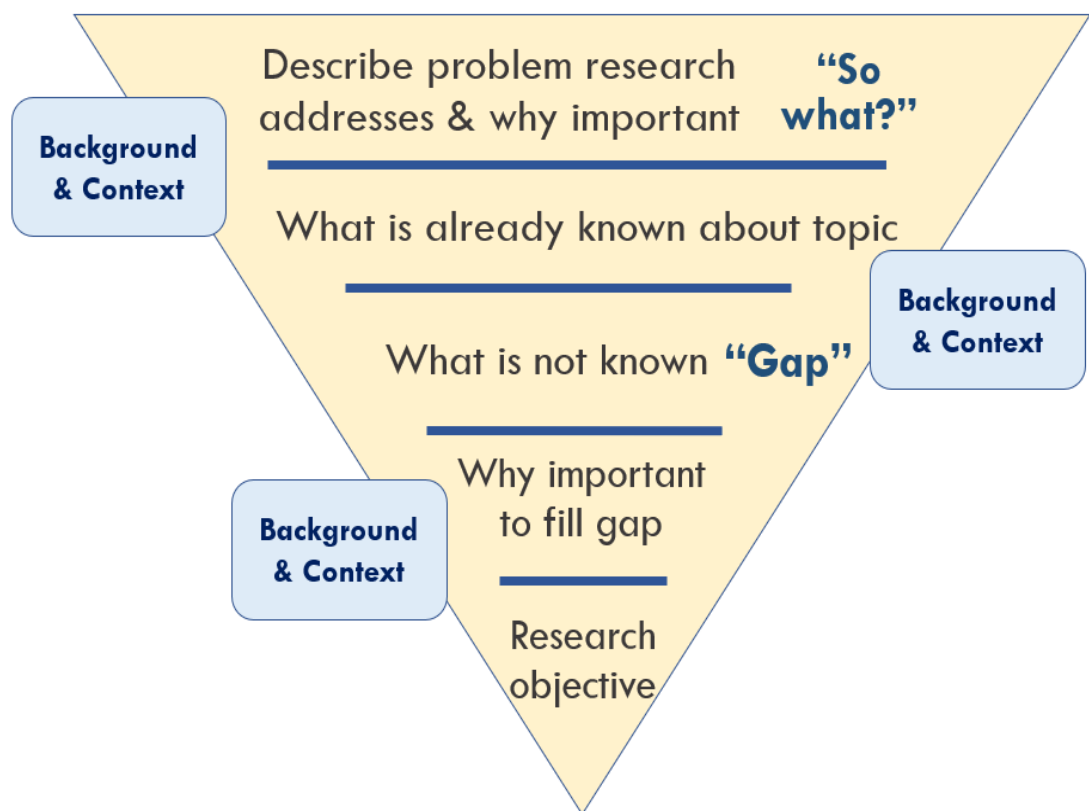 Describe problem research
addresses & why important
“So
what?”
Background
& Context
What is already known about topic
Background
& Context
What is not known “Gap”
Why important
to fill gap
Background
& Context
Research
objective